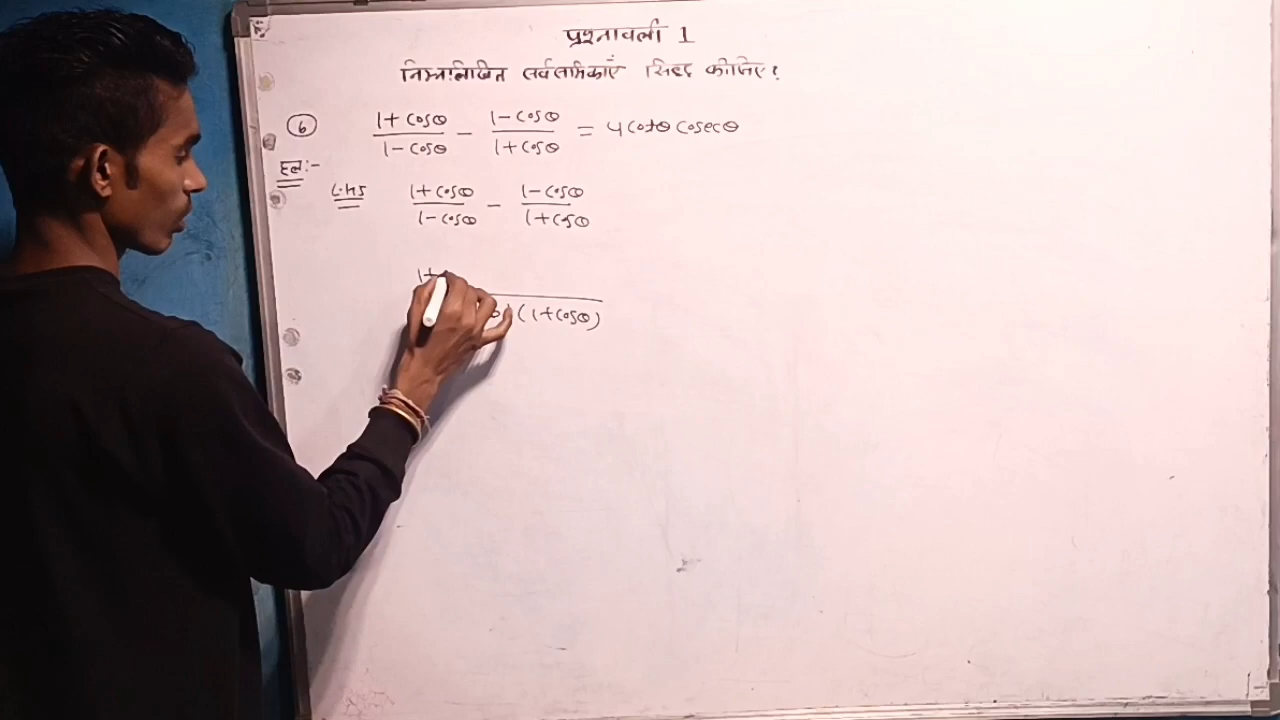 प्रश्नावली 1
निम्नलिखित सर्वसमिकाएँ सिद्ध कीजिए?
6 (1+cosθ)/(1-cosθ) - (1-cosθ)/(1+cosθ) = 4cotθ cosecθ
हल:-
LHS (1+cosθ)/(1-cosθ) - (1-cosθ)/(1+cosθ)
1+
(1+cosθ)